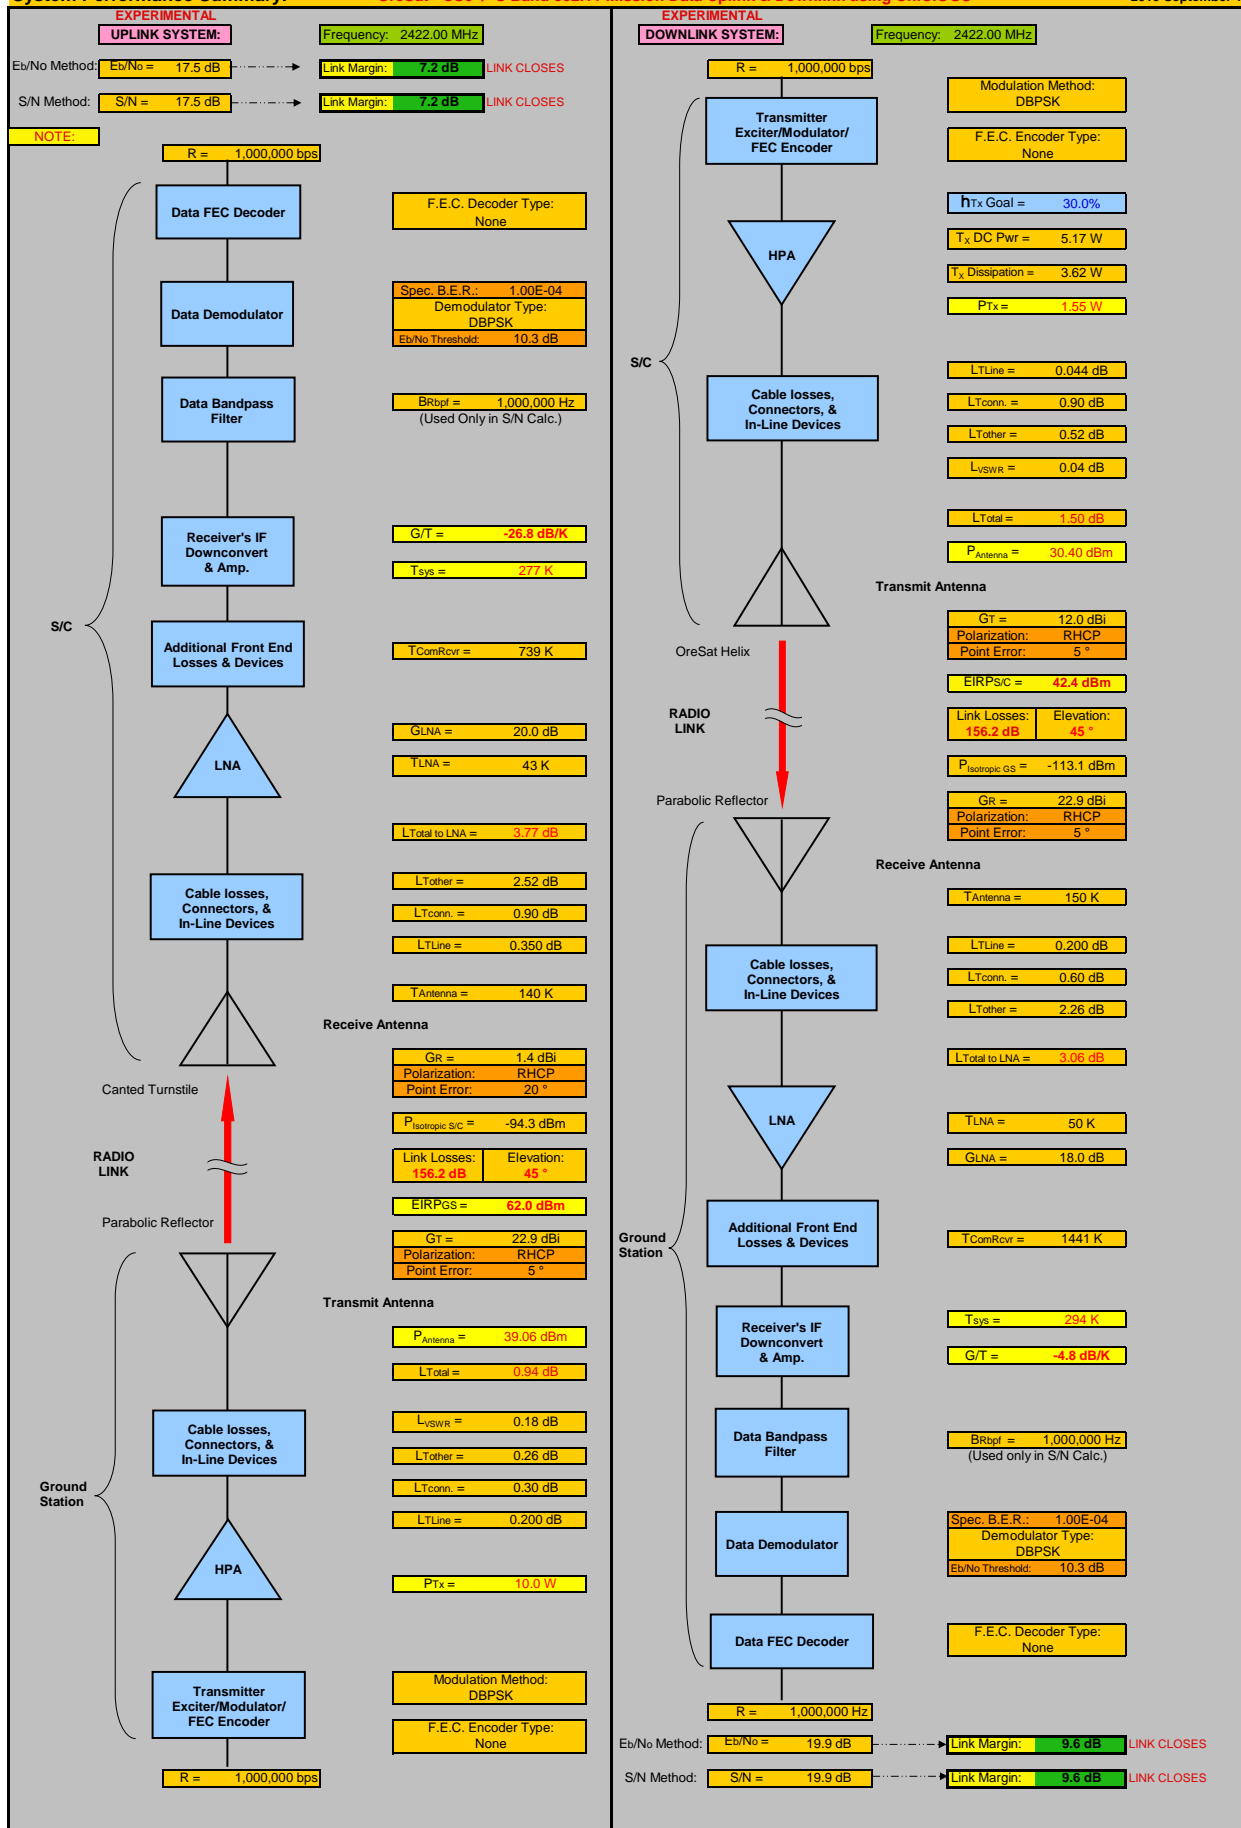 System Performance Summary:
EXPERIMENTAL
UPLINK SYSTEM:
Frequency: 2422.00 MHz
Eb/No Method: Eb/No = 17.5 dB Link Margin: 7.2 dB LINK CLOSES
S/N Method: S/N = 17.5 dB Link Margin: 7.2 dB LINK CLOSES
NOTE:
R = 1,000,000 bps
Data FEC Decoder
F.E.C. Decoder Type:
None
Data Demodulator
Spec. B.E.R.: 1.00E-04
Demodulator Type:
DBPSK
Eb/No Threshold: 10.3 dB
Data Bandpass
Filter
BRbpf = 1,000,000 Hz
(Used Only in S/N Calc.)
Receiver's IF
Downconvert
& Amp.
G/T = -26.8 dB/K
Tsys = 277 K
S/C
Additional Front End
Losses & Devices
TComRcvr = 739 K
LNA
GLNA = 20.0 dB
TLNA = 43 K
LTotal to LNA = 3.77 dB
Cable losses,
Connectors, &
In-Line Devices
LTother = 2.52 dB
LTconn. = 0.90 dB
LTLine = 0.350 dB
TAntenna = 140 K
Receive Antenna
Canted Turnstile
GR = 1.4 dBi
Polarization: RHCP
Point Error: 20 °
PIsotropic S/C = -94.3 dBm
RADIO
LINK
Link Losses: Elevation:
156.2 dB 45 °
EIRPGS = 62.0 dBm
Parabolic Reflector
GT = 22.9 dBi
Polarization: RHCP
Point Error: 5 °
Transmit Antenna
PAntenna = 39.06 dBm
LTotal = 0.94 dB
Cable losses,
Connectors, &
In-Line Devices
LVSWR = 0.18 dB
LTother = 0.26 dB
LTconn. = 0.30 dB
LTLine = 0.200 dB
Ground
Station
HPA
PTx = 10.0 W
Transmitter
Exciter/Modulator/
FEC Encoder
Modulation Method:
DBPSK
F.E.C. Encoder Type:
None
R = 1,000,000 bps
EXPERIMENTAL
DOWNLINK SYSTEM:
Frequency: 2422.00 MHz
R = 1,000,000 bps
Transmitter
Exciter/Modulator/
FEC Encoder
Modulation Method:
DBPSK
F.E.C. Encoder Type:
None
hTx Goal = 30.0%
HPA
TX DC Pwr = 5.17 W
TX Dissipation = 3.62 W
PTx = 1.55 W
S/C
Cable losses,
Connectors, &
In-Line Devices
LTLine = 0.044 dB
LTconn. = 0.90 dB
LTother = 0.52 dB
LVSWR = 0.04 dB
LTotal = 1.50 dB
PAntenna = 30.40 dBm
Transmit Antenna
OreSat Helix
GT = 12.0 dBi
Polarization: RHCP
Point Error: 5 °
EIRPS/C = 42.4 dBm
RADIO
LINK
Link Losses: Elevation:
156.2 dB 45 °
PIsotropic GS = -113.1 dBm
Parabolic Reflector
GR = 22.9 dBi
Polarization: RHCP
Point Error: 5 °
Receive Antenna
TAntenna = 150 K
Cable losses,
Connectors, &
In-Line Devices
LTLine = 0.200 dB
LTconn. = 0.60 dB
LTother = 2.26 dB
LTotal to LNA = 3.06 dB
LNA
TLNA = 50 K
GLNA = 18.0 dB
Ground
Station
Additional Front End
Losses & Devices
TComRcvr = 1441 K
Receiver's IF
Downconvert
& Amp.
Tsys = 294 K
G/T = -4.8 dB/K
Data Bandpass
Filter
BRbpf = 1,000,000 Hz
(Used only in S/N Calc.)
Data Demodulator
Spec. B.E.R.: 1.00E-04
Demodulator Type:
DBPSK
Eb/No Threshold: 10.3 dB
Data FEC Decoder
F.E.C. Decoder Type:
None
R = 1,000,000 Hz
Eb/No Method: Eb/No = 19.9 dB Link Margin: 9.6 dB LINK CLOSES
S/N Method: S/N = 19.9 dB Link Margin: 9.6 dB LINK CLOSES